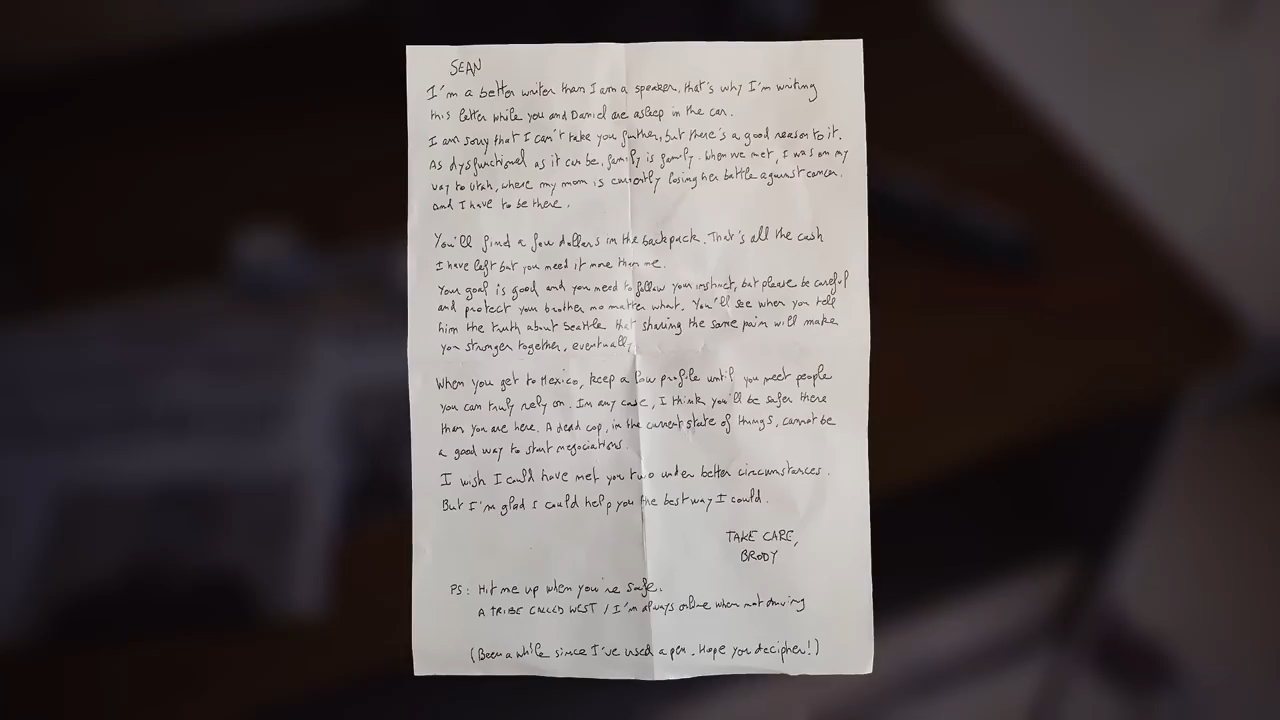 SEAN
I'm a better writer than I am a speaker, that's why I'm writing
this letter while you and Daniel are asleep in the car.
I am sorry that I can't take you further, but there's a good reason to it.
As dysfunctional as it can be, family is family. When we met, I was on my
way to Utah, where my mom is currently losing her battle against cancer.
and I have to be there.
You'll find a few dollars in the backpack. That's all the cash
I have left but you need it more than me.
Your goal is good and you need to follow your instinct, but please be careful
and protect your brother no matter what. You'll see when you tell
him the truth about Seattle that sharing the same pain will make
you stronger together, eventually.
When you get to Mexico, keep a low profile until you meet people
you can truly rely on. In any case, I think you'll be safer there
than you are here. A dead cop, in the current state of things, cannot be
a good way to start negociations.
I wish I could have met you two under better circumstances.
But I'm glad I could help you the best way I could.
TAKE CARE,
BRODY
PS: Hit me up when you're safe.
A TRIBE CALLED WEST / I'm always online when not driving
(Been a while since I've used a pen. Hope you decipher!)